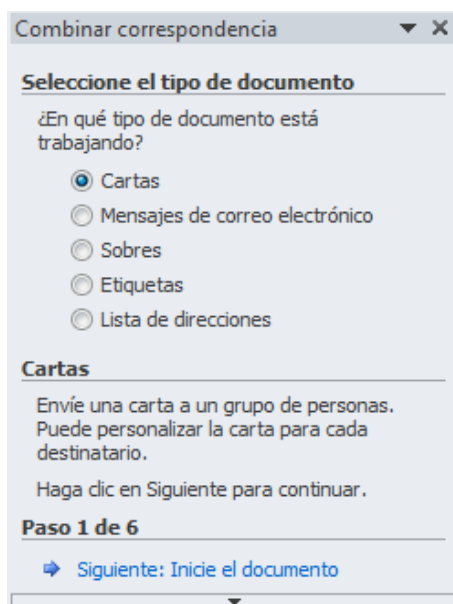 Combinar correspondencia
Seleccione el tipo de documento
¿En qué tipo de documento está
trabajando?
Cartas
Mensajes de correo electrónico
Sobres
Etiquetas
Lista de direcciones
Cartas
Envíe una carta a un grupo de personas.
Puede personalizar la carta para cada
destinatario.
Haga clic en Siguiente para continuar.
Paso 1 de 6
Siguiente: Inicie el documento